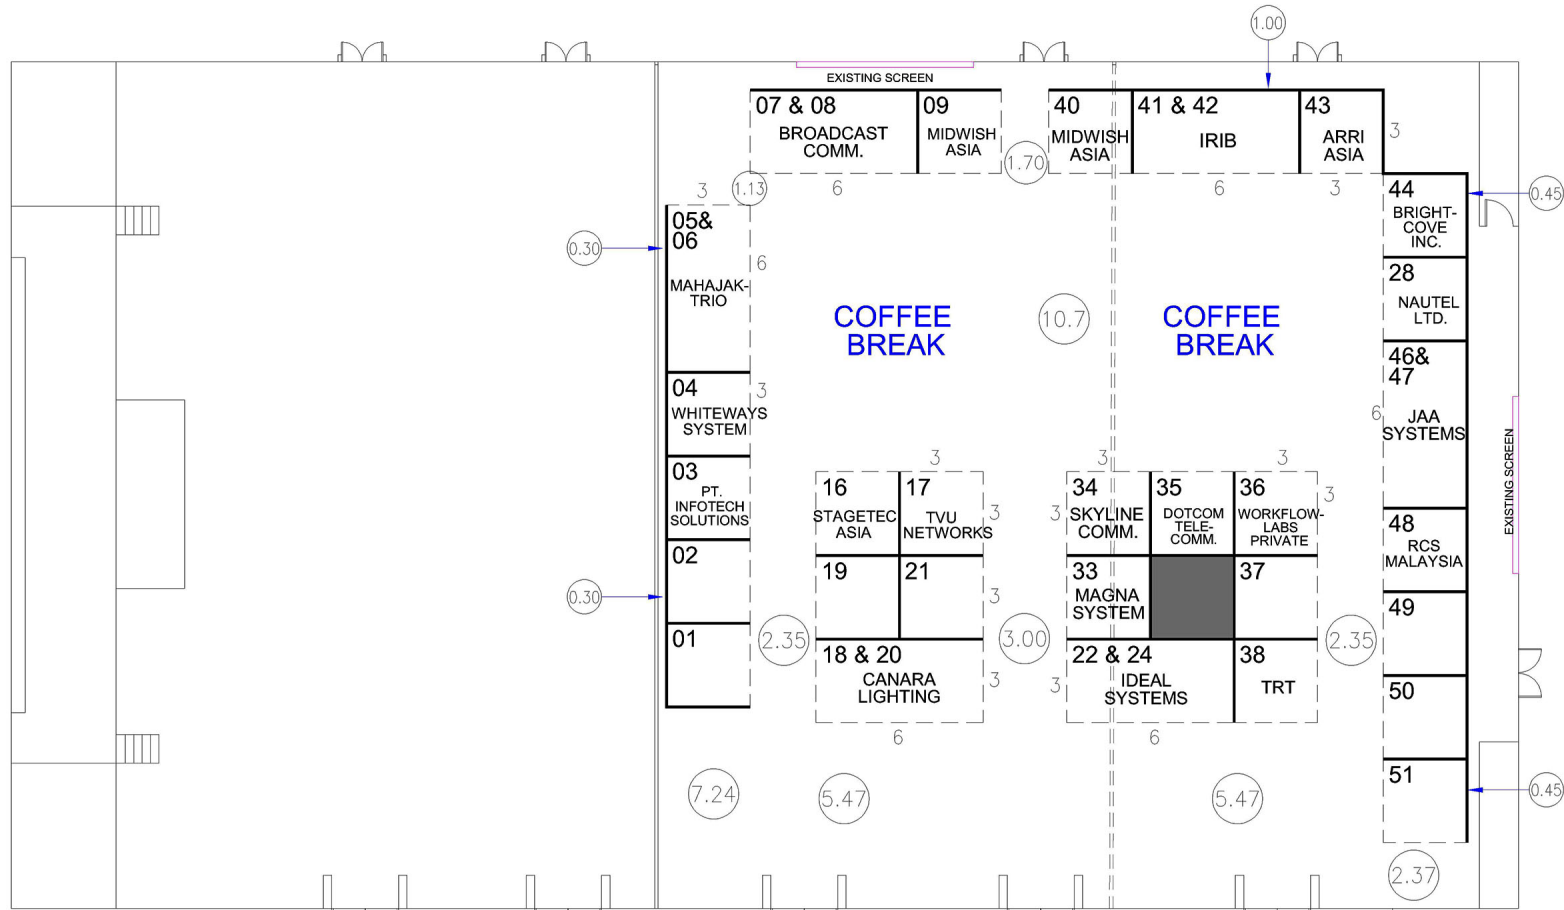 1.00
EXISTING SCREEN
07 & 08
BROADCAST
COMM.
09
MIDWISH
ASIA
40
MIDWISH
ASIA
41 & 42
IRIB
43
ARRI
ASIA
3
1.70
1.13
6
6
3
3
44
BRIGHT-
COVE
INC.
0.45
05&
06
MAHAJAK-
TRIO
0.30
6
28
NAUTEL
LTD.
COFFEE
BREAK
10.7
COFFEE
BREAK
46&
47
JAA
SYSTEMS
6
04
WHITEWAYS
SYSTEM
3
EXISTING SCREEN
03
PT.
INFOTECH
SOLUTIONS
3
3
3
16
STAGETEC
ASIA
17
TVU
NETWORKS
3
34
SKYLINE
COMM.
3
35
DOTCOM
TELE-
COMM.
36
WORKFLOW-
LABS
PRIVATE
3
48
RCS
MALAYSIA
02
0.30
19
21
3
33
MAGNA
SYSTEM
37
49
01
2.35
3.00
2.35
18 & 20
CANARA
LIGHTING
3
6
22 & 24
IDEAL
SYSTEMS
3
6
38
TRT
50
51
0.45
7.24
5.47
5.47
2.37